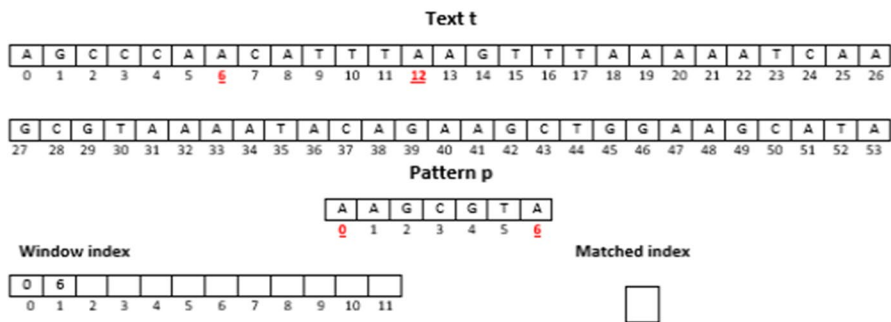 Text t
A G C C C A A C A T T T A A G T T T A A A A A T C A A
0 1 2 3 4 5 6 7 8 9 10 11 12 13 14 15 16 17 18 19 20 21 22 23 24 25 26
G C G T A A A A T A C A G A A G C T G G A A G C A T A
27 28 29 30 31 32 33 34 35 36 37 38 39 40 41 42 43 44 45 46 47 48 49 50 51 52 53
Pattern p
A A G C G T A
0 1 2 3 4 5 6
Window index Matched index
0 6
0 1 2 3 4 5 6 7 8 9 10 11